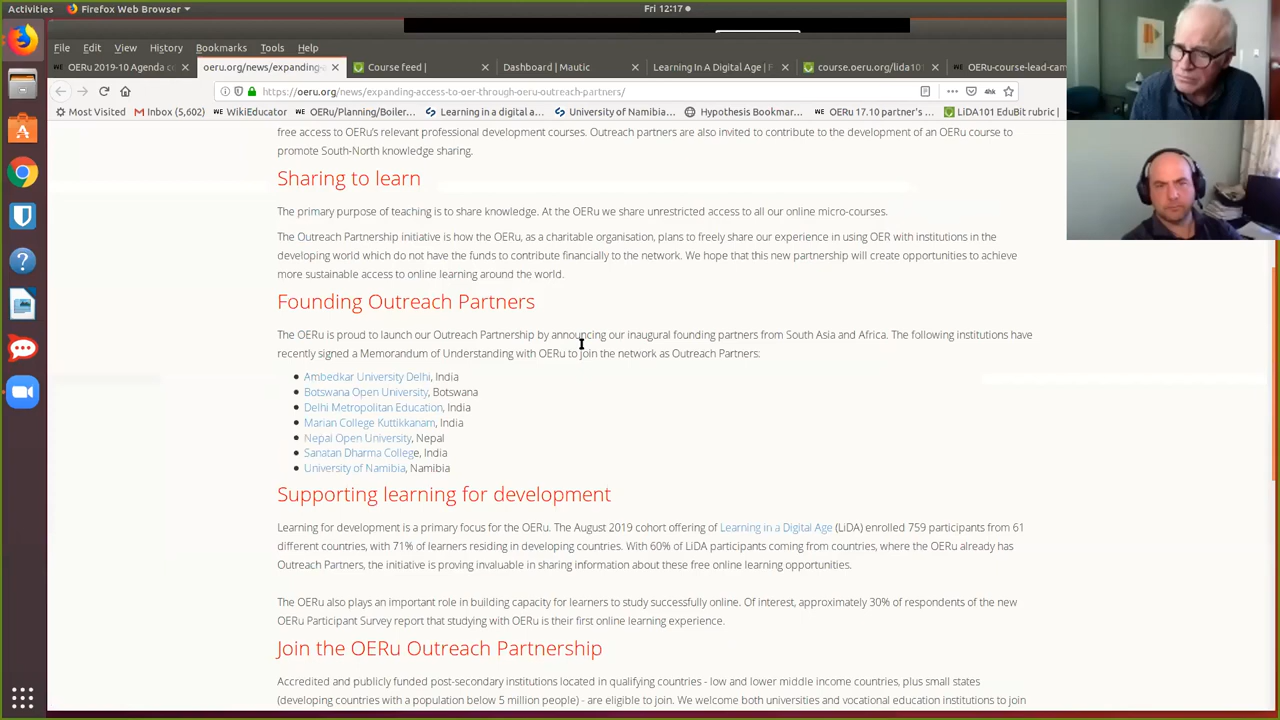 Activities Firefox Web Browser Fri 12:17
File Edit View History Bookmarks Tools Help
WE OERu 2019-10 Agenda co oeru.org/news/expanding-a Course feed | Dashboard | Mautic Learning In A Digital Age | F course.oeru.org/lida101 WE OERu-course-lead-cam
https://oeru.org/news/expanding-access-to-oer-through-oeru-outreach-partners/
Most Visited Inbox (5,602) WE WikiEducator WE OERu/Planning/Boiler... Learning in a digital a... University of Namibia... Hypothesis Bookmar... WE OERu 17.10 partner's ... LiDA101 EdubIt rubric |
free access to OERu's relevant professional development courses. Outreach partners are also invited to contribute to the development of an OERu course to
promote South-North knowledge sharing.
Sharing to learn
The primary purpose of teaching is to share knowledge. At the OERu we share unrestricted access to all our online micro-courses.
The Outreach Partnership initiative is how the OERu, as a charitable organisation, plans to freely share our experience in using OER with institutions in the
developing world which do not have the funds to contribute financially to the network. We hope that this new partnership will create opportunities to achieve
more sustainable access to online learning around the world.
Founding Outreach Partners
The OERu is proud to launch our Outreach Partnership by announcing our inaugural founding partners from South Asia and Africa. The following institutions have
recently signed a Memorandum of Understanding with OERu to join the network as Outreach Partners:
Ambedkar University Delhi, India
Botswana Open University, Botswana
Delhi Metropolitan Education, India
Marian College Kuttikkanam, India
Nepal Open University, Nepal
Sanatan Dharma College, India
University of Namibia, Namibia
Supporting learning for development
Learning for development is a primary focus for the OERu. The August 2019 cohort offering of Learning in a Digital Age (LiDA) enrolled 759 participants from 61
different countries, with 71% of learners residing in developing countries. With 60% of LiDA participants coming from countries, where the OERu already has
Outreach Partners, the initiative is proving invaluable in sharing information about these free online learning opportunities.
The OERu also plays an important role in building capacity for learners to study successfully online. Of interest, approximately 30% of respondents of the new
OERu Participant Survey report that studying with OERu is their first online learning experience.
Join the OERu Outreach Partnership
Accredited and publicly funded post-secondary institutions located in qualifying countries - low and lower middle income countries, plus small states
(developing countries with a population below 5 million people) - are eligible to join. We welcome both universities and vocational education institutions to join